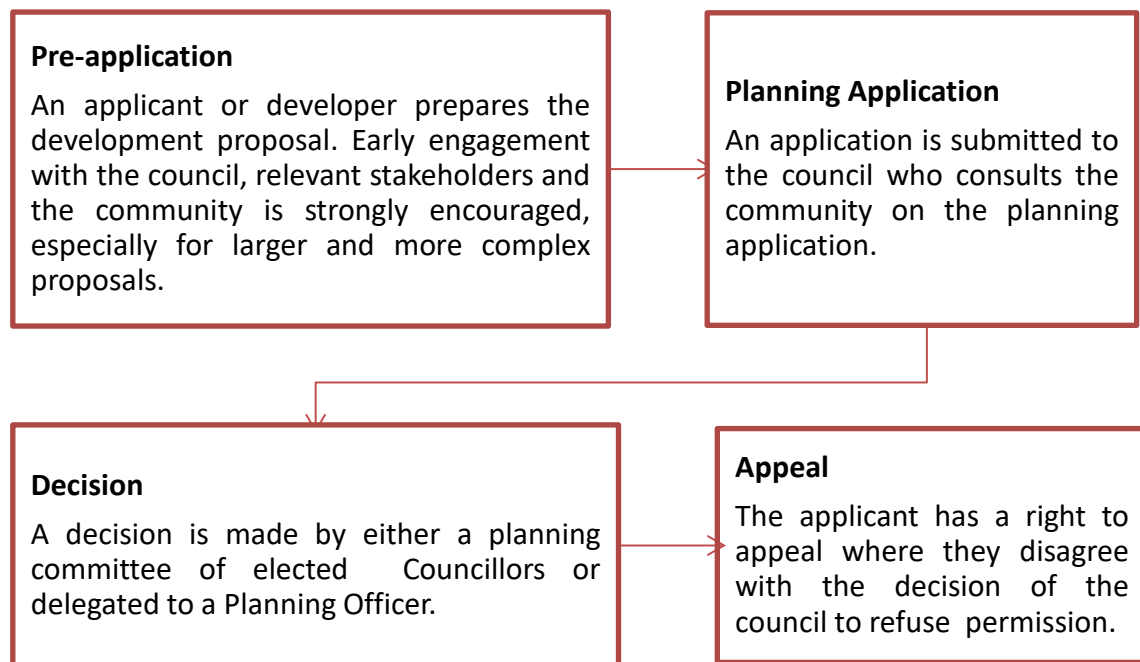 Pre-application
An applicant or developer prepares the
development proposal. Early engagement
with the council, relevant stakeholders and
the community is strongly encouraged,
especially for larger and more complex
proposals.
Planning Application
An application is submitted to
the council who consults the
community on the planning
application.
Decision
A decision is made by either a planning
committee of elected Councillors or
delegated to a Planning Officer.
Appeal
The applicant has a right to
appeal where they disagree
with the decision of the
council to refuse permission.